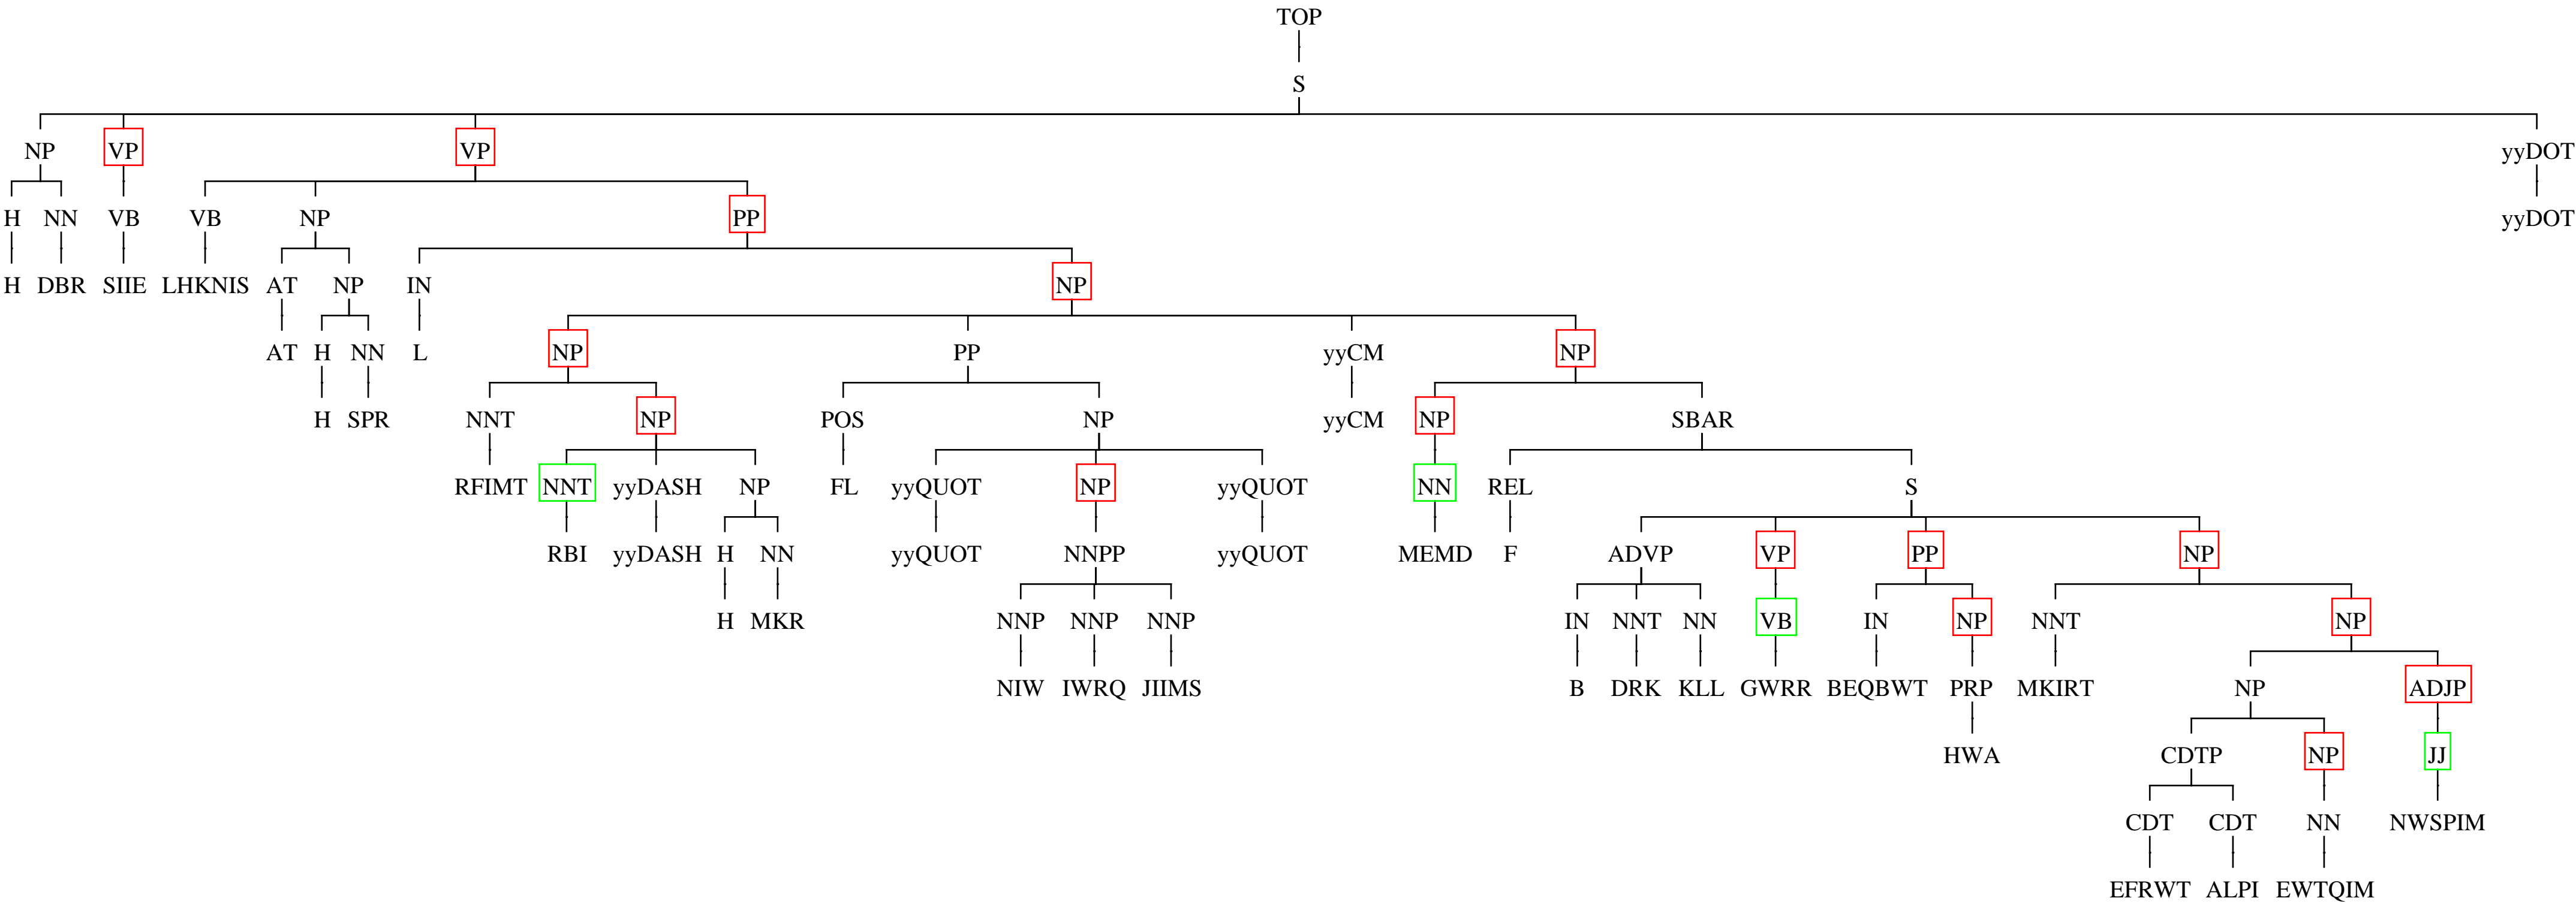 TOP
S
NP VP VP yyDOT
H NN VB VB NP PP yyDOT
H DBR SIIE LHKNIS AT NP IN NP
AT H NN L NP PP yyCM NP
H SPR NNT NP POS NP yyCM NP SBAR
RFIMT NNT yyDASH NP FL yyQUOT NP yyQUOT NN REL S
RBI yyDASH H NN yyQUOT NNPP yyQUOT MEMD F ADVP VP PP NP
H MKR NNP NNP NNP IN NNT NN VB IN NP NNT NP
NIW IWRQ JIIMS B DRK KLL GWRR BEQBWT PRP MKIRT NP ADJP
HWA CDTP NP JJ
CDT CDT NN NWSPIM
EFRWT ALPI EWTQIM